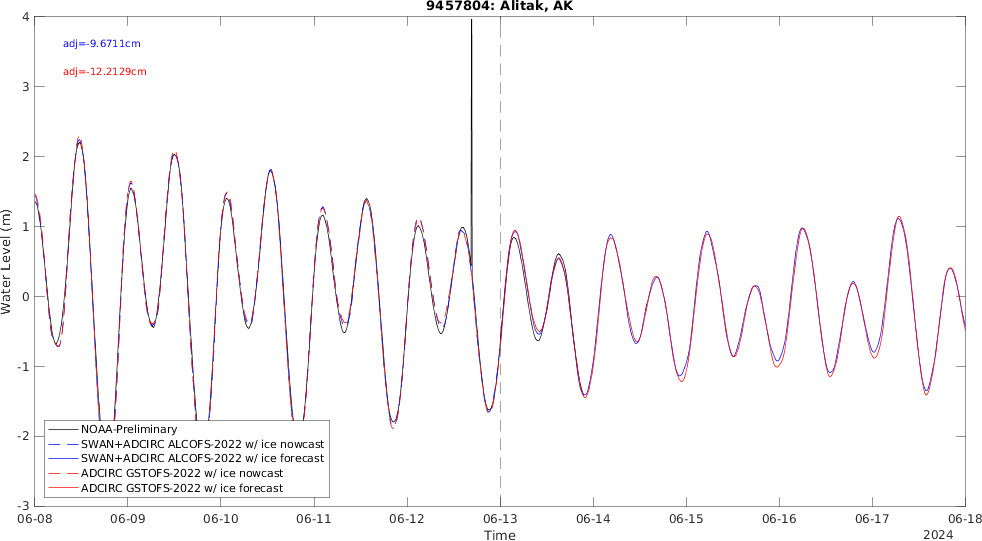 9457804: Alitak, AK
adj=-9.6711cm
adj=-12.2129cm
Water Level (m)
4
3
2
1
0
-1
-2
-3
NOAA-Preliminary
SWAN+ADCIRC ALCOFS-2022 w/ ice nowcast
SWAN+ADCIRC ALCOFS-2022 w/ ice forecast
ADCIRC GSTOFS-2022 w/ ice nowcast
ADCIRC GSTOFS-2022 w/ ice forecast
06-08 06-09 06-10 06-11 06-12 06-13 06-14 06-15 06-16 06-17 06-18
Time
2024